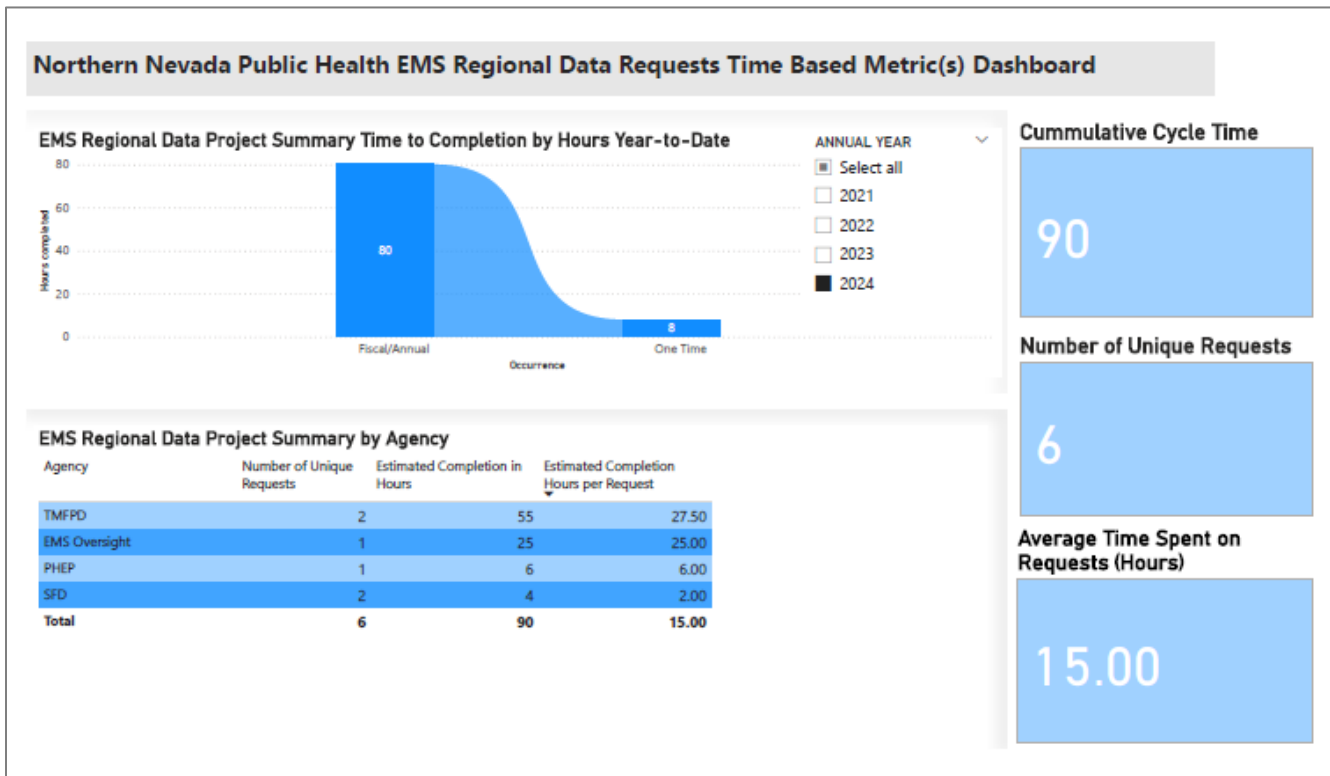 Northern Nevada Public Health EMS Regional Data Requests Time Based Metric(s) Dashboard
EMS Regional Data Project Summary Time to Completion by Hours Year-to-Date
80
60
40
20
0
Hours completed
80
8
Fiscal/Annual
One Time
Occurrence
ANNUAL YEAR
Select all
2021
2022
2023
2024
Cummulative Cycle Time
90
Number of Unique Requests
6
Average Time Spent on
Requests (Hours)
15.00
EMS Regional Data Project Summary by Agency
Agency Number of Unique Requests Estimated Completion in Hours Estimated Completion Hours per Request
TMFPD 2 55 27.50
EMS Oversight 1 25 25.00
PHEP 1 6 6.00
SFD 2 4 2.00
Total 6 90 15.00